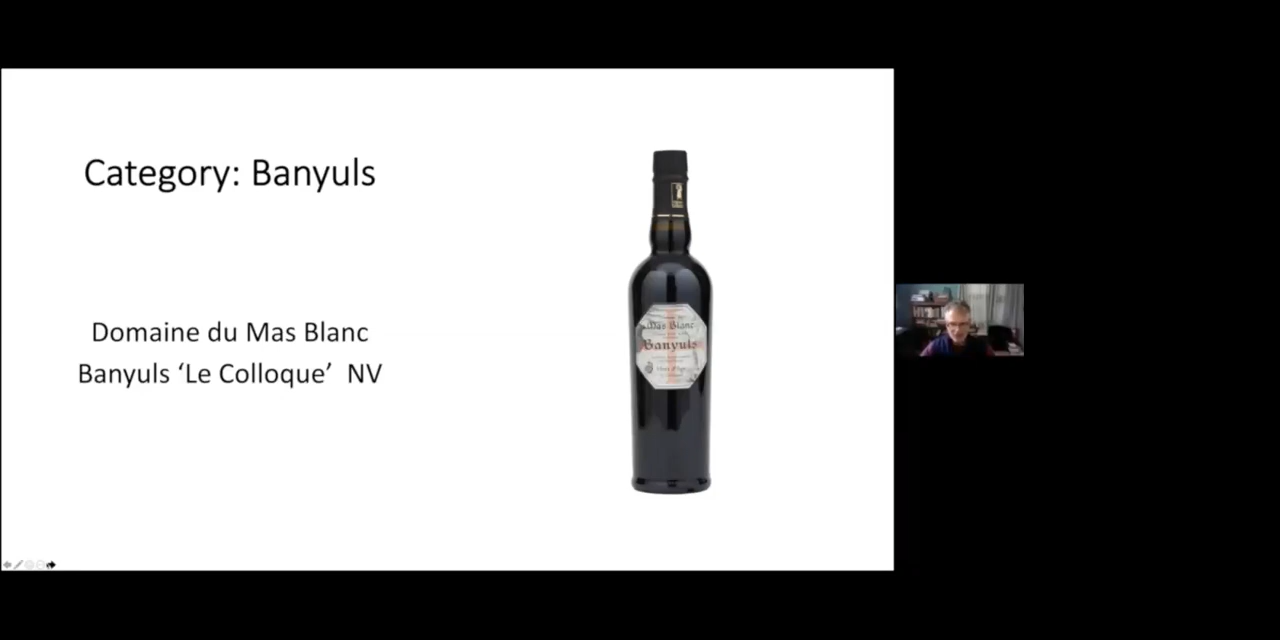 Category: Banyuls
Domaine du Mas Blanc
Banyuls ‘Le Colloque’ NV
Mas Blanc
Banyuls